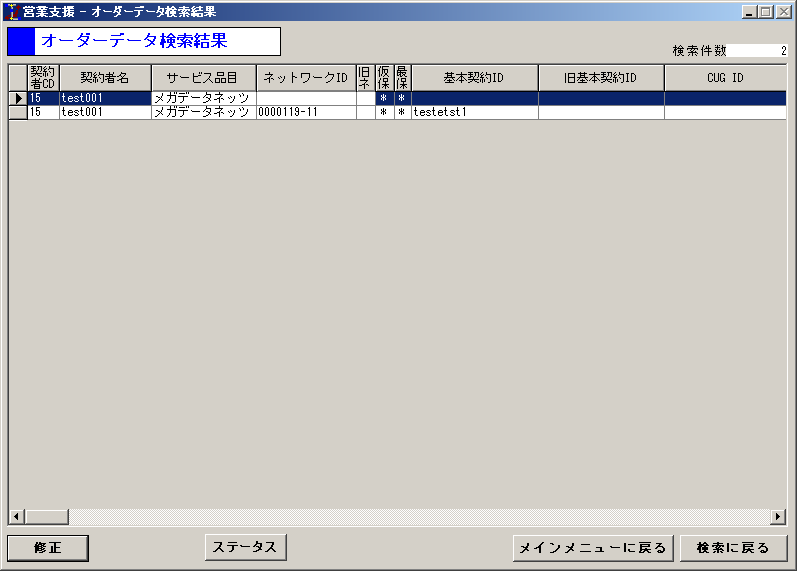 営業支援 - オーダーデータ検索結果
オーダーデータ検索結果
検索件数 2
契約者CD 契約者名 サービス品目 ネットワークID 旧ネ 仮保 最保 基本契約ID 旧基本契約ID CUG ID
15 test001 メガデータネッツ * *
15 test001 メガデータネッツ 0000119-11 * * testetst1
修正 ステータス メインメニューに戻る 検索に戻る